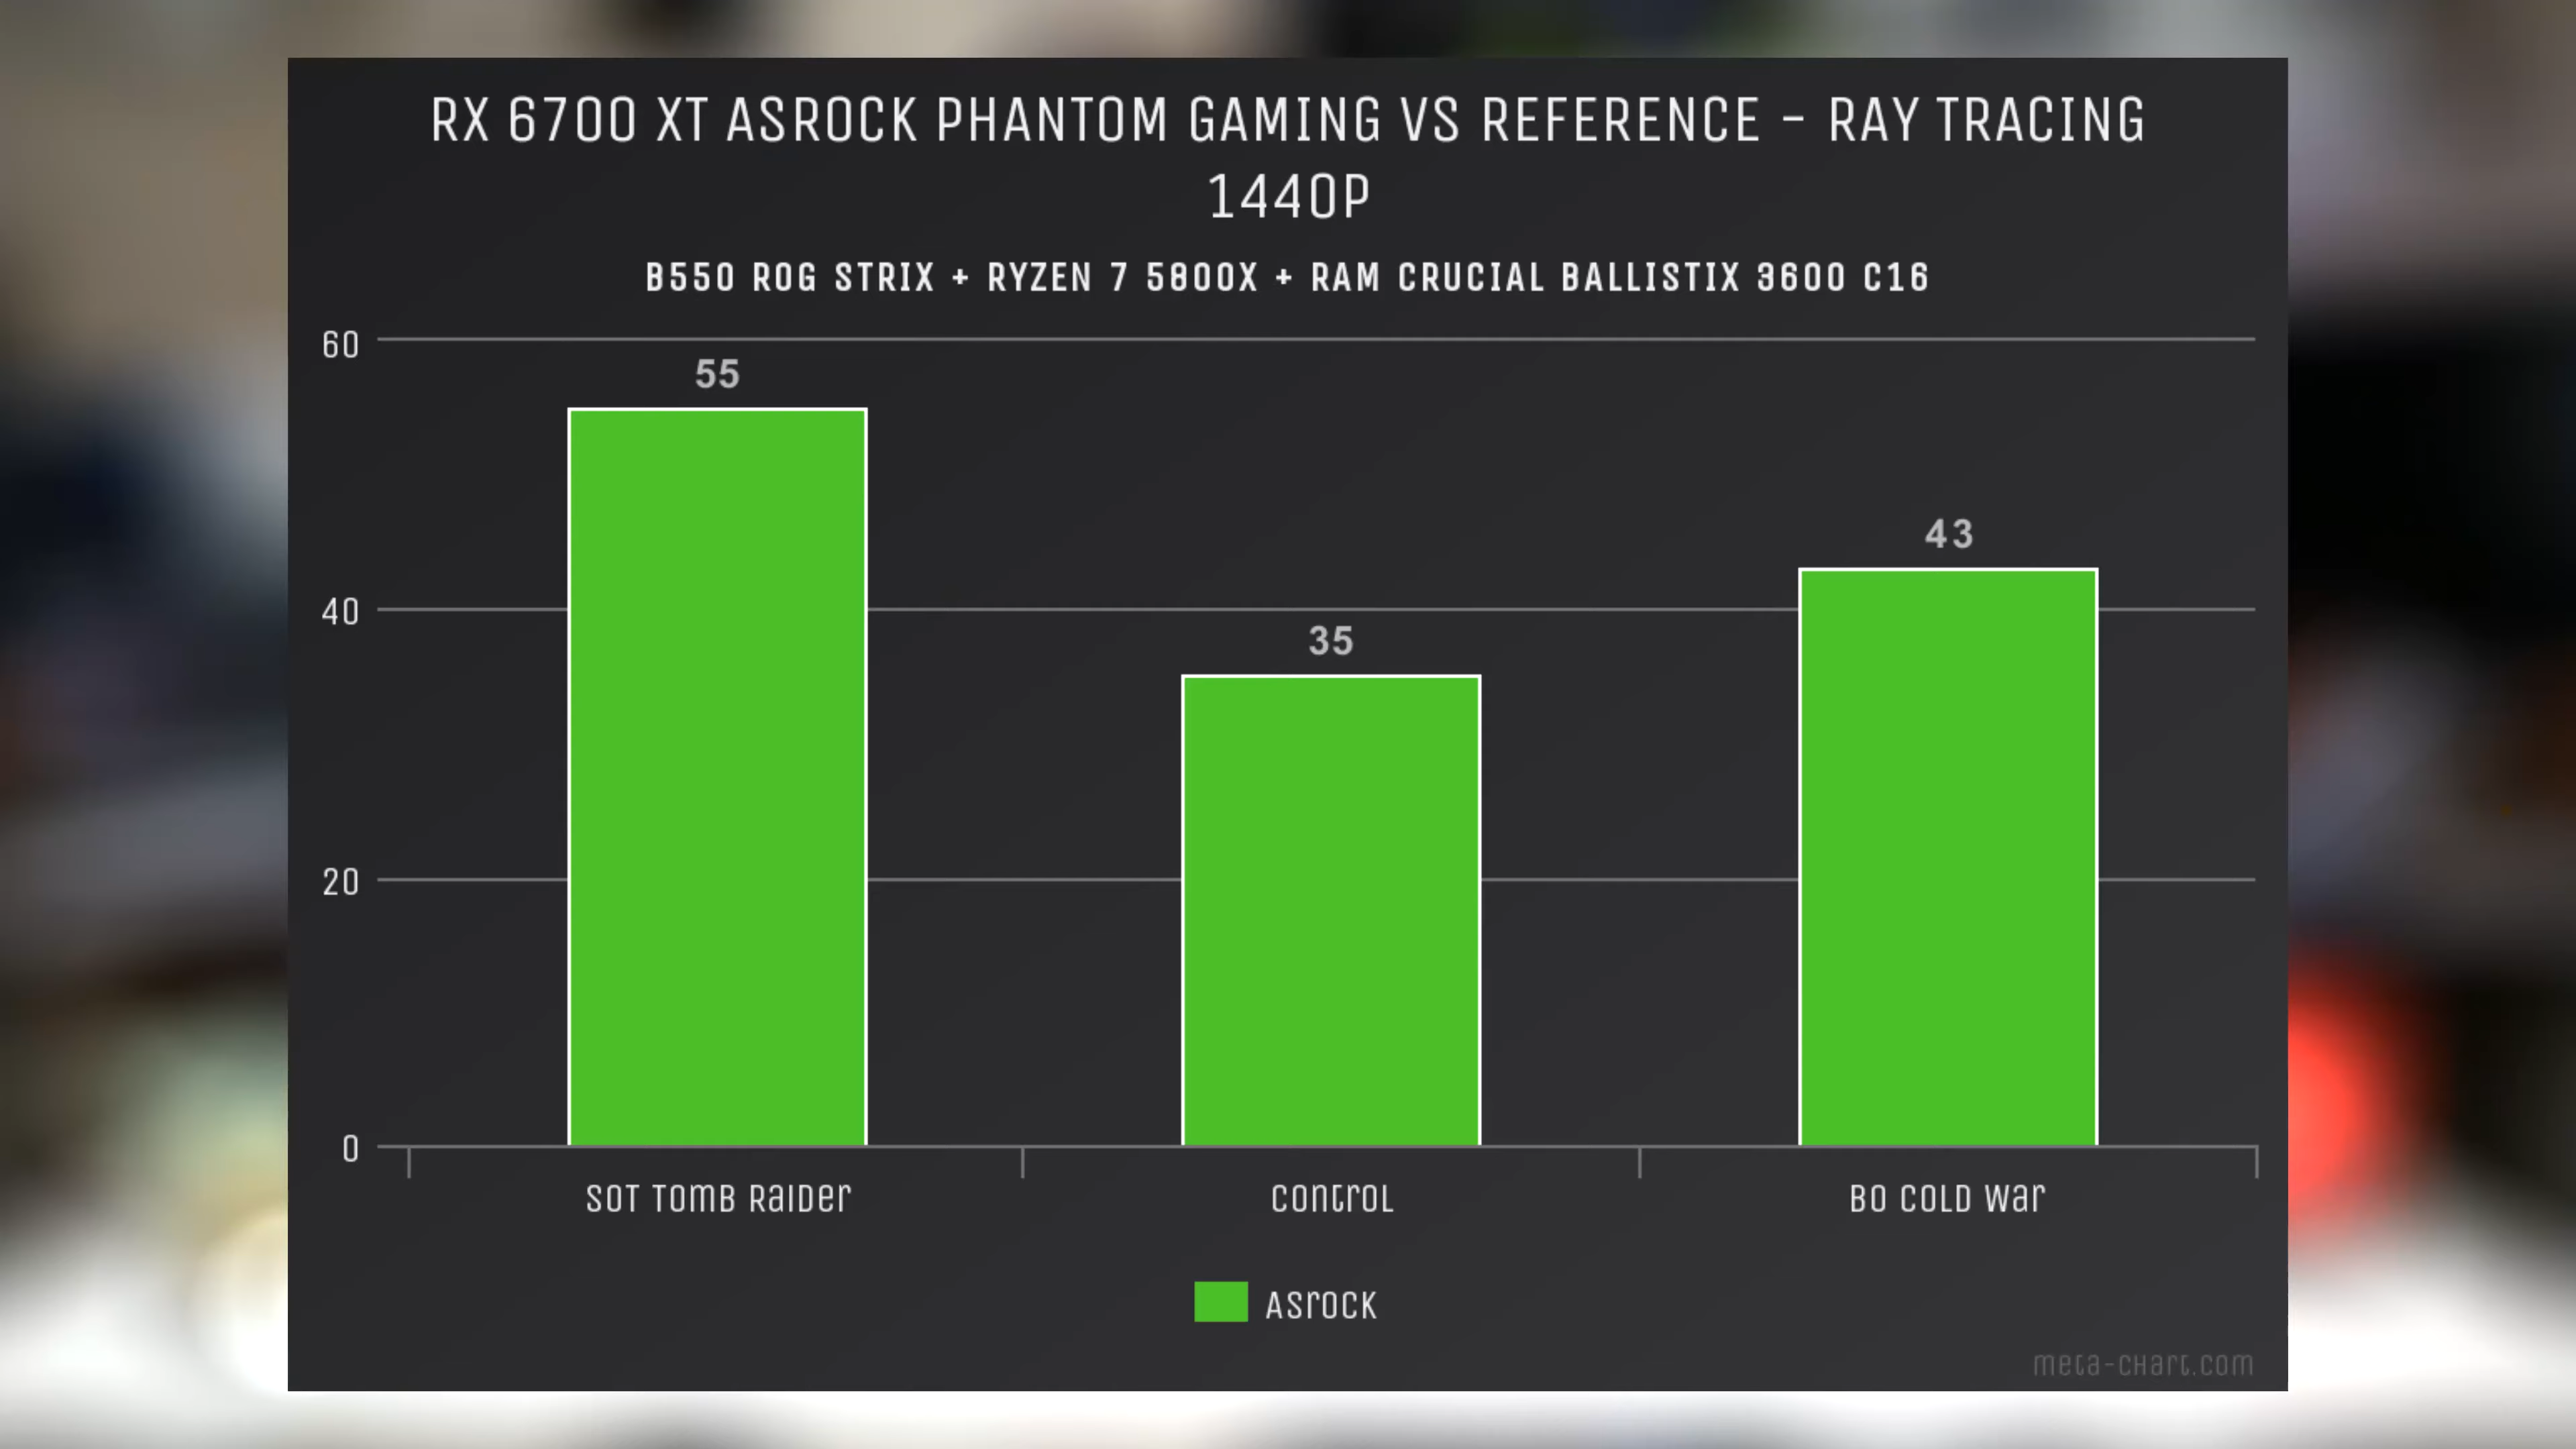 RX 6700 XT ASROCK PHANTOM GAMING VS REFERENCE - RAY TRACING
1440P
B550 ROG STRIX + RYZEN 7 5800X + RAM CRUCIAL BALLISTIX 3600 C16
60
55
43
40
35
20
0
SOT TOMB RAIDER
CONTROL
BO COLD WAR
ASROCK
meta-chart.com